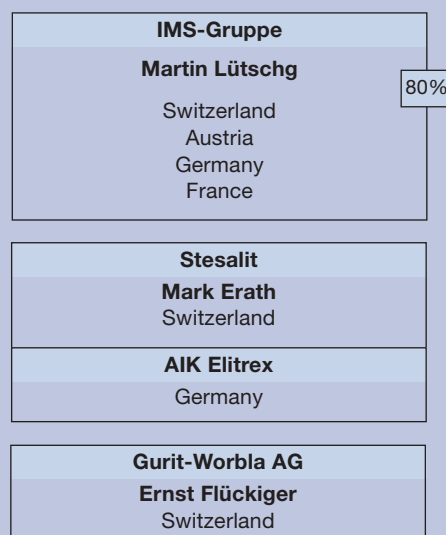 IMS-Gruppe
Martin Lütschg
80%
Switzerland
Austria
Germany
France
Stesalit
Mark Erath
Switzerland
AIK Elitrex
Germany
Gurit-Worbla AG
Ernst Flückiger
Switzerland